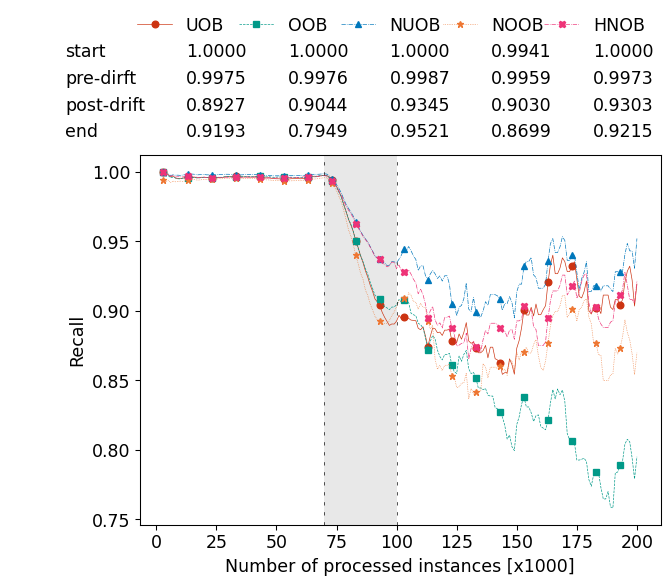 UOB OOB NUOB NOOB HNOB
start 1.0000 1.0000 1.0000 0.9941 1.0000
pre-dirft 0.9975 0.9976 0.9987 0.9959 0.9973
post-drift 0.8927 0.9044 0.9345 0.9030 0.9303
end 0.9193 0.7949 0.9521 0.8699 0.9215
1.00
0.95
0.90
0.85
0.80
0.75
Recall
0 25 50 75 100 125 150 175 200
Number of processed instances [x1000]